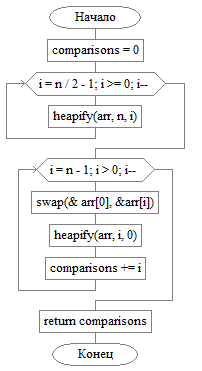 Начало
comparisons = 0
i = n / 2 - 1; i >= 0; i--
heapify(arr, n, i)
i = n - 1; i > 0; i--
swap(& arr[0], &arr[i])
heapify(arr, i, 0)
comparisons += i
return comparisons
Конец